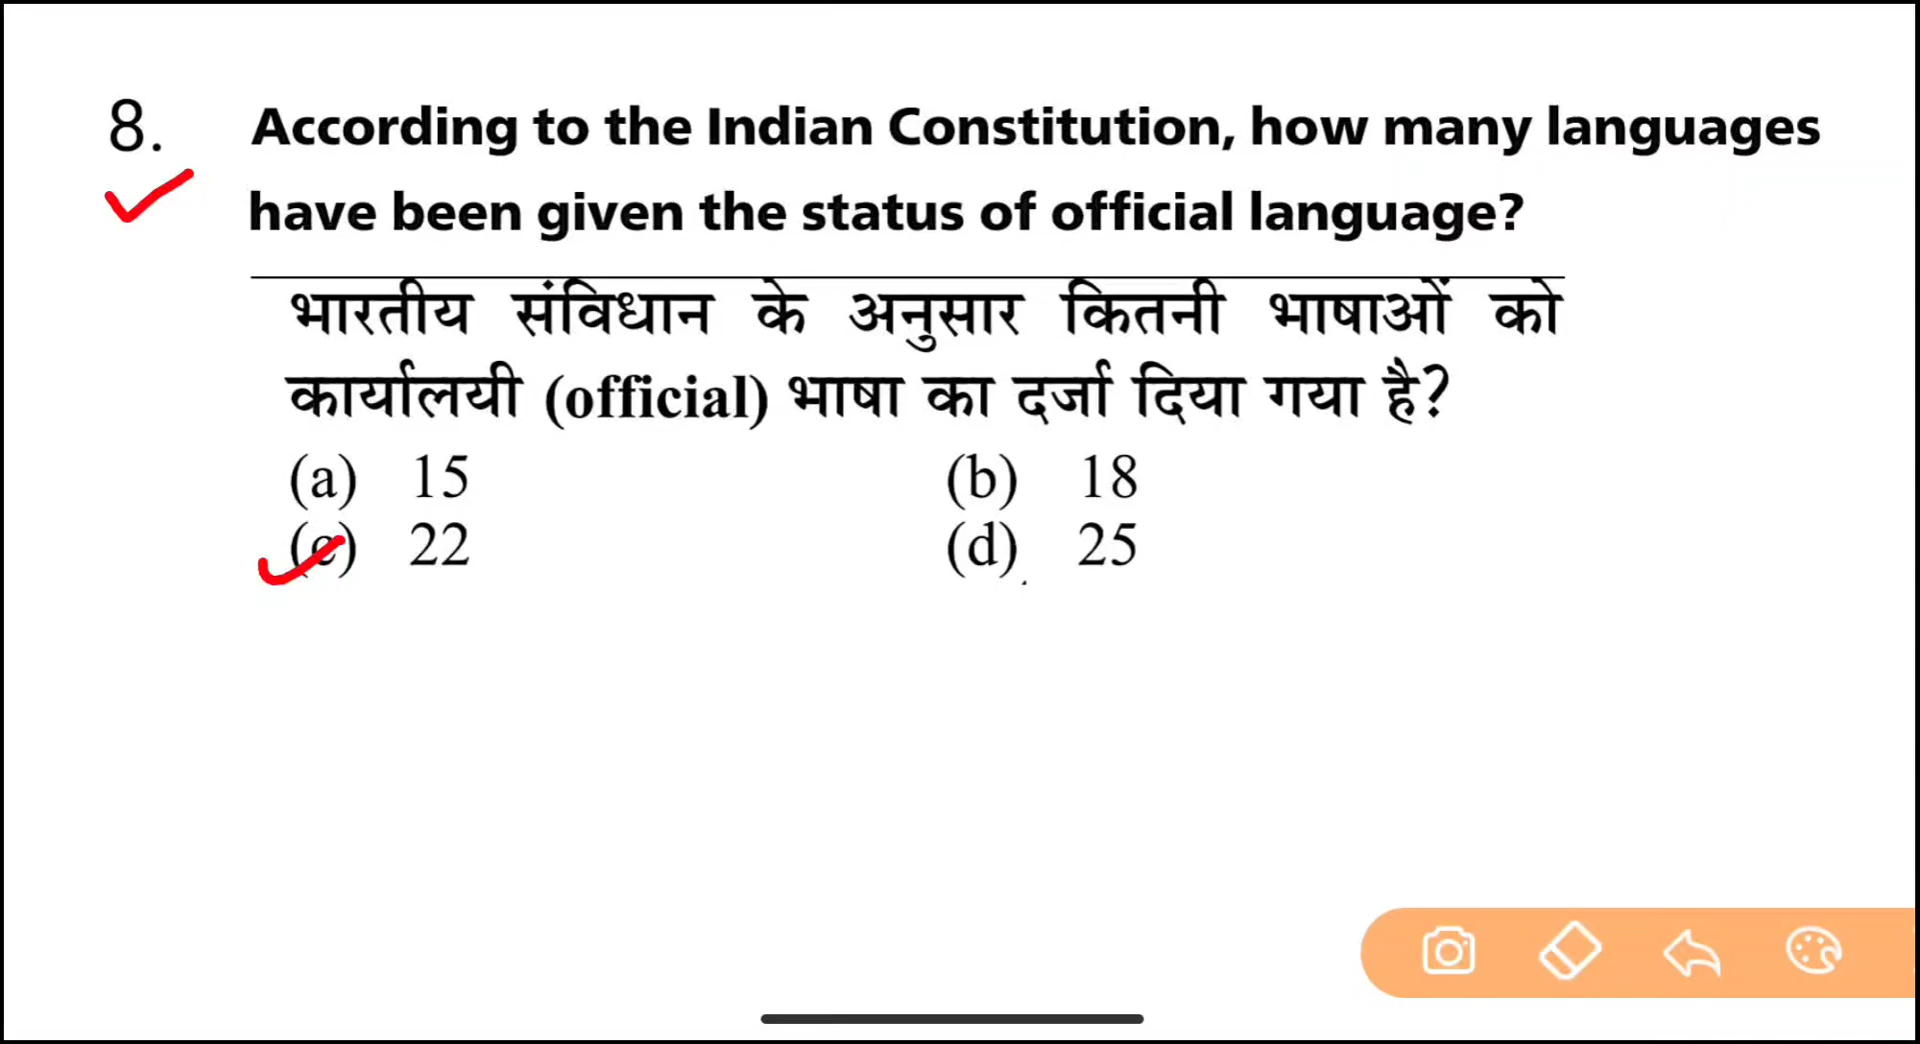 8. According to the Indian Constitution, how many languages
have been given the status of official language?
भारतीय संविधान के अनुसार कितनी भाषाओं को
कार्यालयी (official) भाषा का दर्जा दिया गया है?
(a) 15 (b) 18
(c) 22 (d) 25